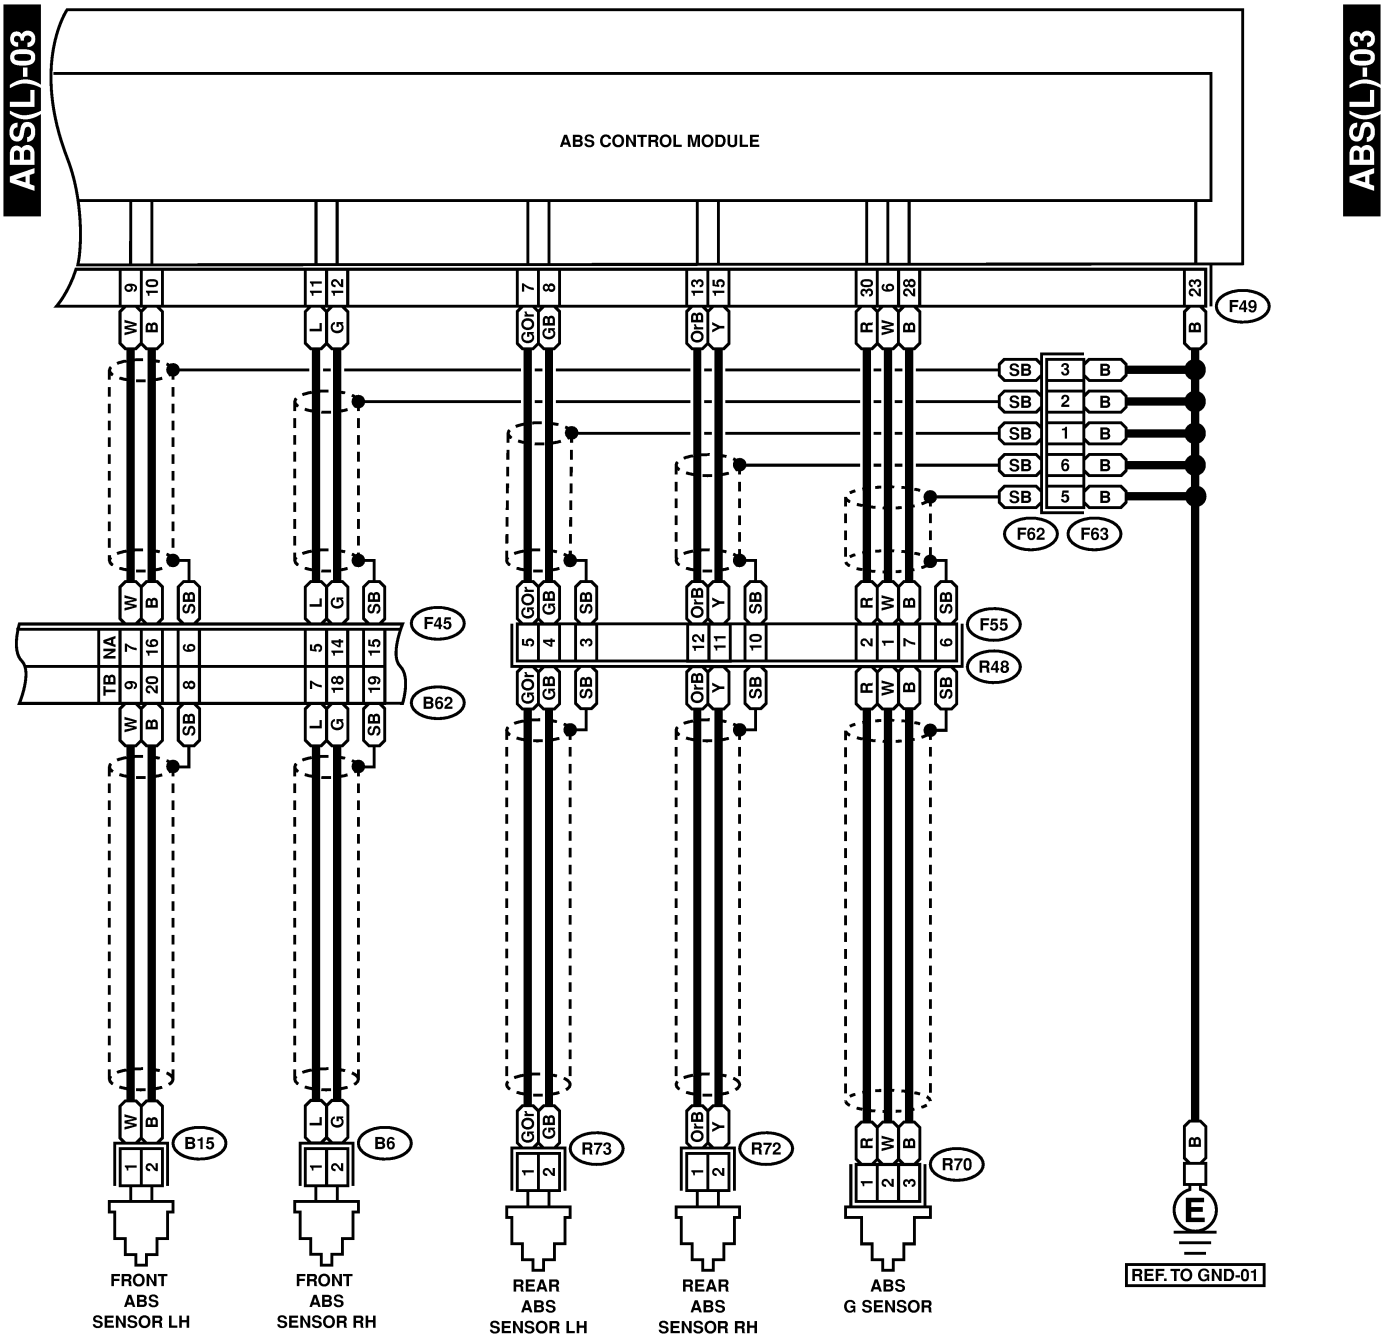 ABS(L)-03
ABS(L)-03
ABS CONTROL MODULE
9 10 11 12 7 8 13 15 30 6 28 23
F49
W B L G GOr GB OrB Y R W B B
SB 3 B
SB 2 B
SB 1 B
SB 6 B
SB 5 B
F62 F63
W B SB L G SB GOr GB SB OrB Y SB R W B SB
F45
F55
NA 7 16 6 5 14 15 5 4 3 12 11 10 2 1 7 6
R48
TB 9 20 8 7 18 19
GOr GB SB OrB Y SB R W B SB
B62
W B SB L G SB
W B L G GOr GB OrB Y R W B B
B15
B6
R73
R72
R70
1 2
1 2
1 2
1 2
1 2 3
E
REF. TO GND-01
FRONT
ABS
SENSOR LH
FRONT
ABS
SENSOR RH
REAR
ABS
SENSOR LH
REAR
ABS
SENSOR RH
ABS
G SENSOR